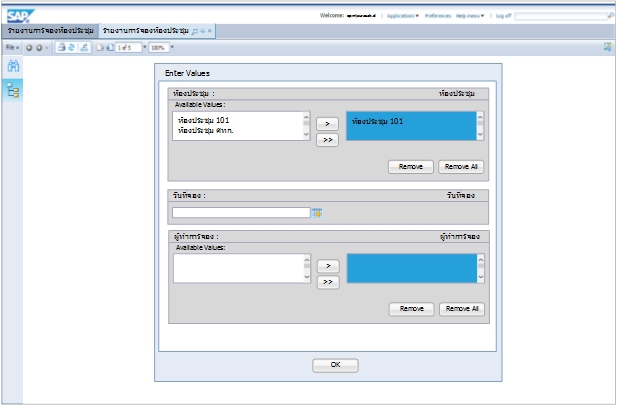 SAP
Welcome: | Applications Preferences Help menu | Log off
รายงานการจองห้องประชุม รายงานการจองห้องประชุม
File 1 of 5 100%
Enter Values
ห้องประชุม : ห้องประชุม
Available Values:
ห้องประชุม 101 > ห้องประชุม 101
ห้องประชุม ศทท. >>
Remove Remove All
วันที่จอง : วันที่จอง
ผู้ทำการจอง : ผู้ทำการจอง
Available Values:
>
>>
Remove Remove All
OK